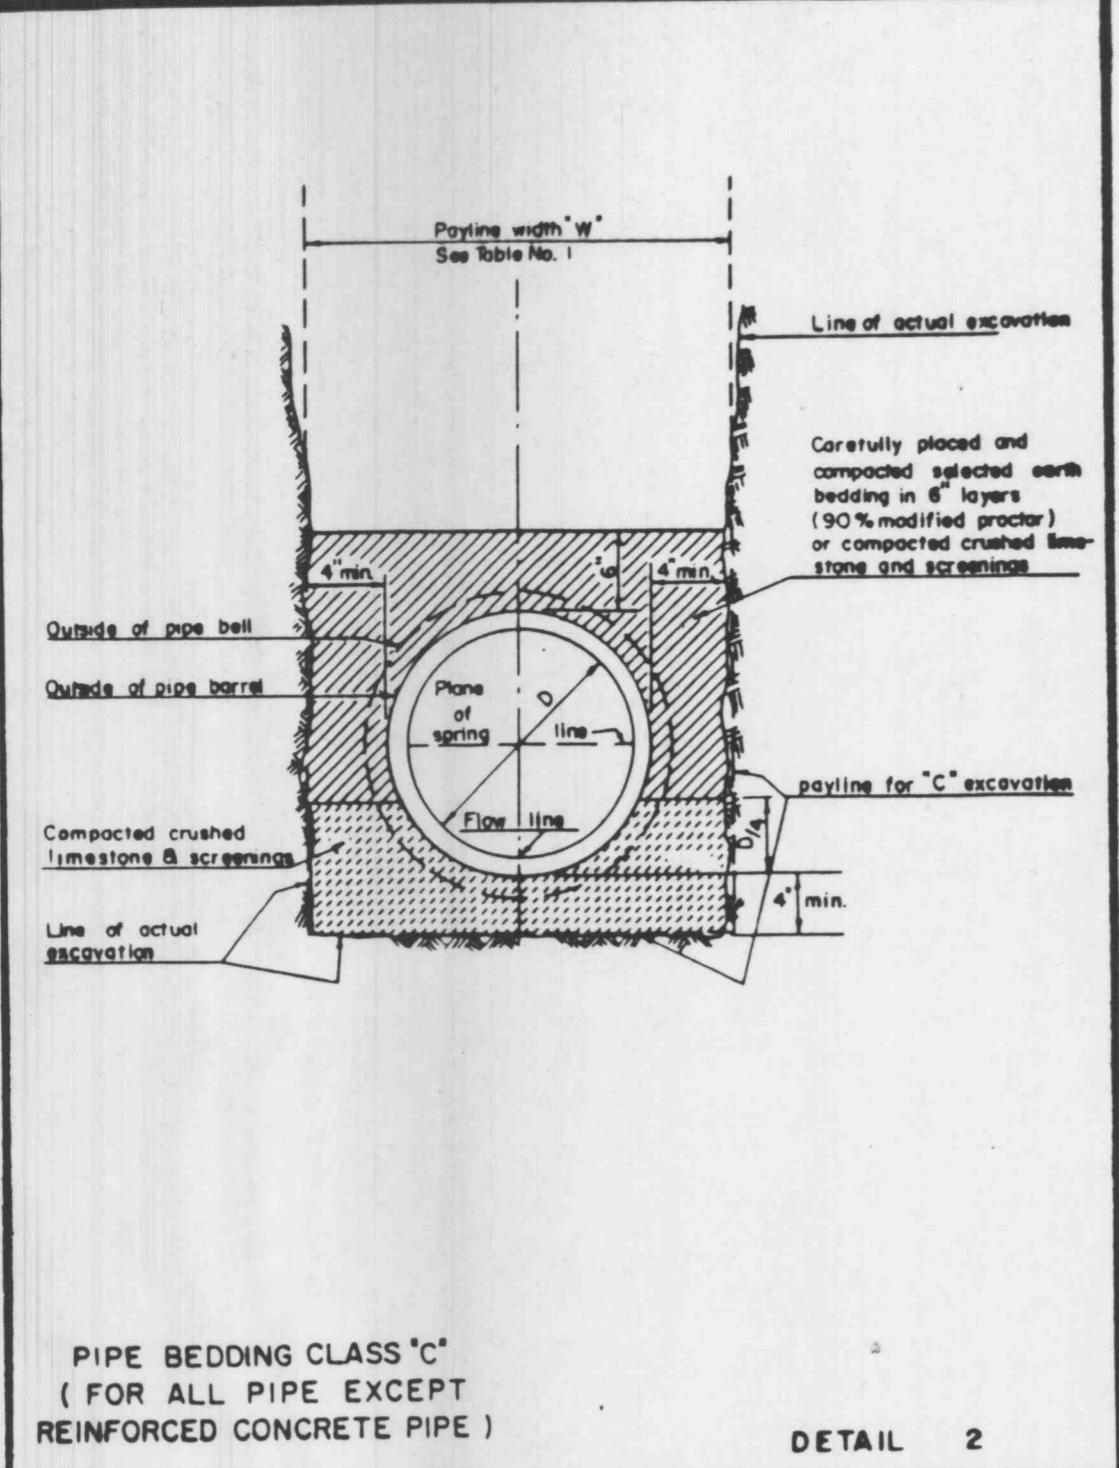 Payline width "W"
See Table No. 1
Line of actual excavation
Carefully placed and
compacted selected earth
bedding in 6" layers
(90% modified proctor)
or compacted crushed lime-
stone and screenings
4" min.
6"
4" min.
Outside of pipe bell
Outside of pipe barrel
Plane
of
spring
line
D
Flow line
payline for "C" excavation
Compacted crushed
limestone & screenings
D/4
4" min.
Line of actual
excavation
PIPE BEDDING CLASS "C"
( FOR ALL PIPE EXCEPT
REINFORCED CONCRETE PIPE )
DETAIL 2